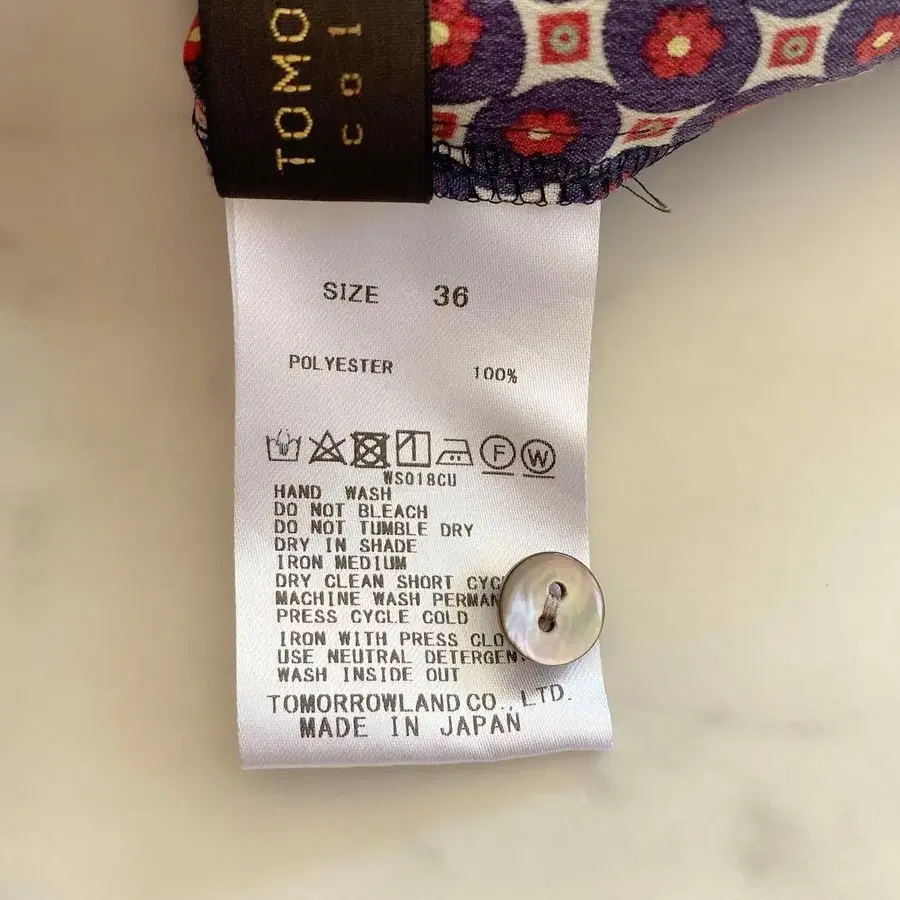 TOMO
col
SIZE 36
POLYESTER 100%
F W
WS018CU
HAND WASH
DO NOT BLEACH
DO NOT TUMBLE DRY
DRY IN SHADE
IRON MEDIUM
DRY CLEAN SHORT CYC
MACHINE WASH PERMAN
PRESS CYCLE COLD
IRON WITH PRESS CLO
USE NEUTRAL DETERGEN
WASH INSIDE OUT
TOMORROWLAND CO., LTD.
MADE IN JAPAN